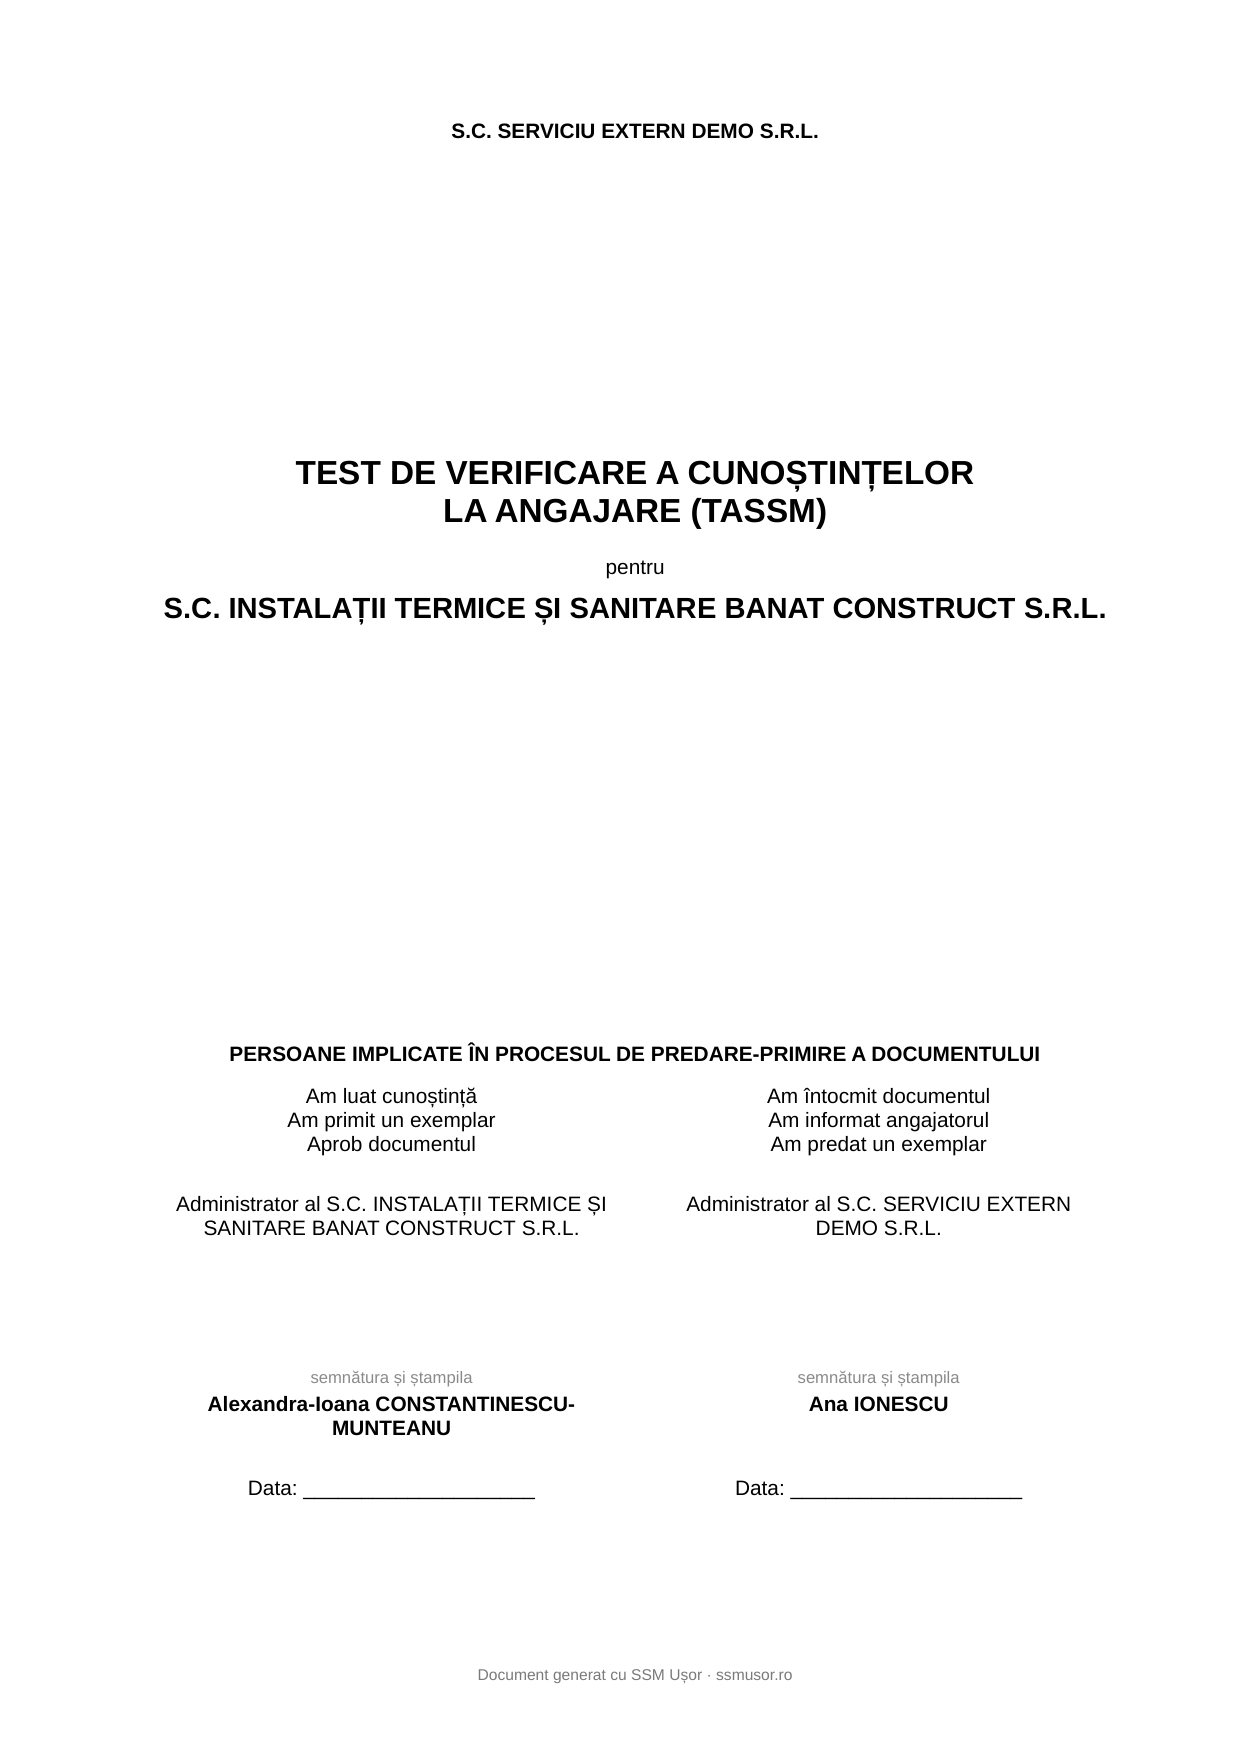 S.C. SERVICIU EXTERN DEMO S.R.L.
TEST DE VERIFICARE A CUNOȘTINȚELOR
LA ANGAJARE (TASSM)
pentru
S.C. INSTALAȚII TERMICE ȘI SANITARE BANAT CONSTRUCT S.R.L.
PERSOANE IMPLICATE ÎN PROCESUL DE PREDARE-PRIMIRE A DOCUMENTULUI
Am luat cunoștință
Am primit un exemplar
Aprob documentul
Administrator al S.C. INSTALAȚII TERMICE ȘI
SANITARE BANAT CONSTRUCT S.R.L.
semnătura și ștampila
Alexandra-Ioana CONSTANTINESCU-
MUNTEANU
Data: ____________________
Am întocmit documentul
Am informat angajatorul
Am predat un exemplar
Administrator al S.C. SERVICIU EXTERN
DEMO S.R.L.
semnătura și ștampila
Ana IONESCU
Data: ____________________
Document generat cu SSM Ușor · ssmusor.ro